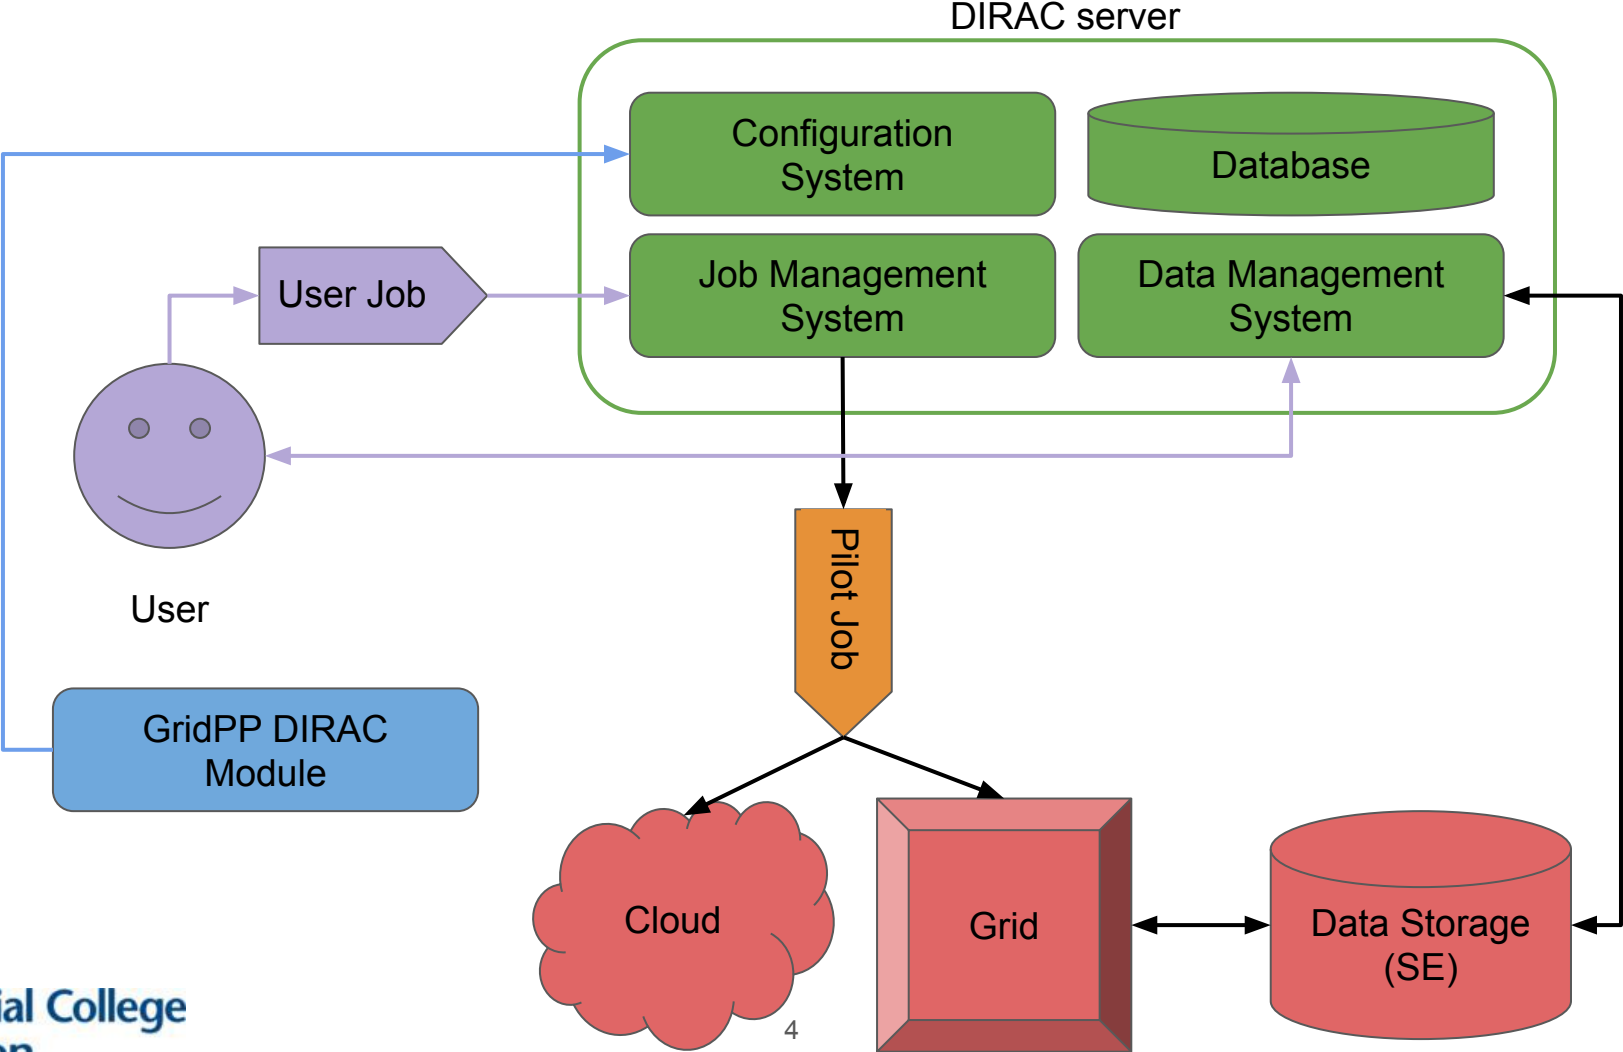 DIRAC server
Configuration
System
Database
Job Management
System
Data Management
System
User Job
User
Pilot Job
GridPP DIRAC
Module
Cloud
Grid
Data Storage
(SE)
College
4